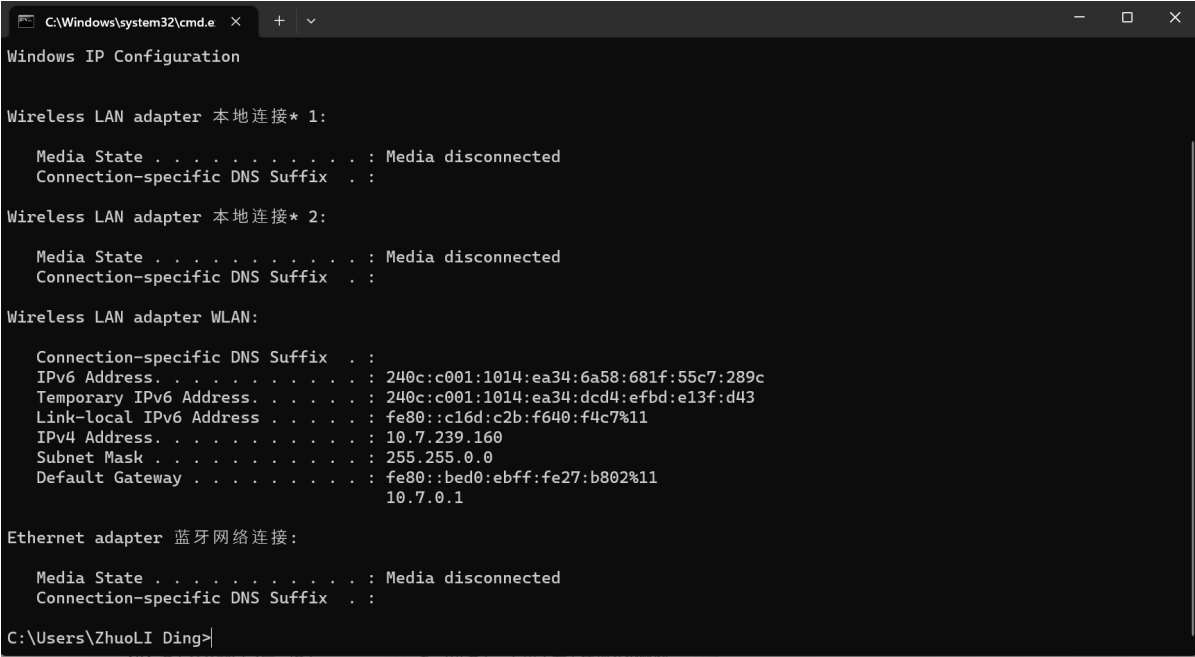 C:\Windows\system32\cmd.e
Windows IP Configuration
Wireless LAN adapter 本地连接* 1:
Media State . . . . . . . . . . . : Media disconnected
Connection-specific DNS Suffix  . :
Wireless LAN adapter 本地连接* 2:
Media State . . . . . . . . . . . : Media disconnected
Connection-specific DNS Suffix  . :
Wireless LAN adapter WLAN:
Connection-specific DNS Suffix  . :
IPv6 Address. . . . . . . . . . . : 240c:c001:1014:ea34:6a58:681f:55c7:289c
Temporary IPv6 Address. . . . . . : 240c:c001:1014:ea34:dcd4:efbd:e13f:d43
Link-local IPv6 Address . . . . . : fe80::c16d:c2b:f640:f4c7%11
IPv4 Address. . . . . . . . . . . : 10.7.239.160
Subnet Mask . . . . . . . . . . . : 255.255.0.0
Default Gateway . . . . . . . . . : fe80::bed0:ebff:fe27:b802%11
10.7.0.1
Ethernet adapter 蓝牙网络连接:
Media State . . . . . . . . . . . : Media disconnected
Connection-specific DNS Suffix  . :
C:\Users\ZhuoLI Ding>